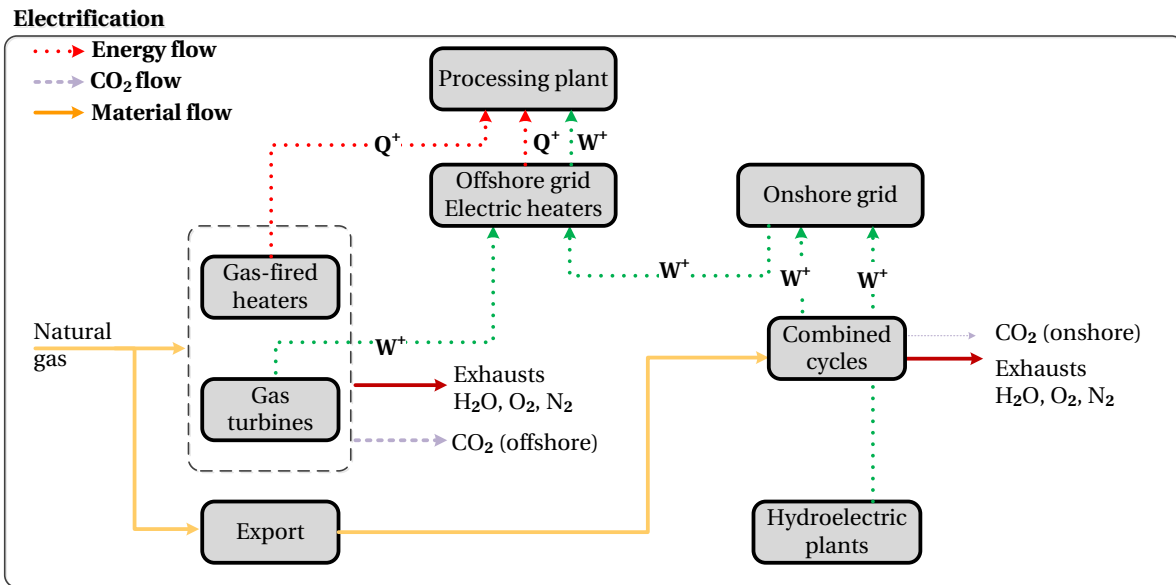 Electrification
Energy flow
CO₂ flow
Material flow
Processing plant
Q⁺
Q⁺
W⁺
Offshore grid
Electric heaters
Onshore grid
Gas-fired
heaters
W⁺
W⁺
W⁺
Natural
gas
W⁺
Combined
cycles
CO₂ (onshore)
Exhausts
H₂O, O₂, N₂
Gas
turbines
Exhausts
H₂O, O₂, N₂
CO₂ (offshore)
Export
Hydroelectric
plants